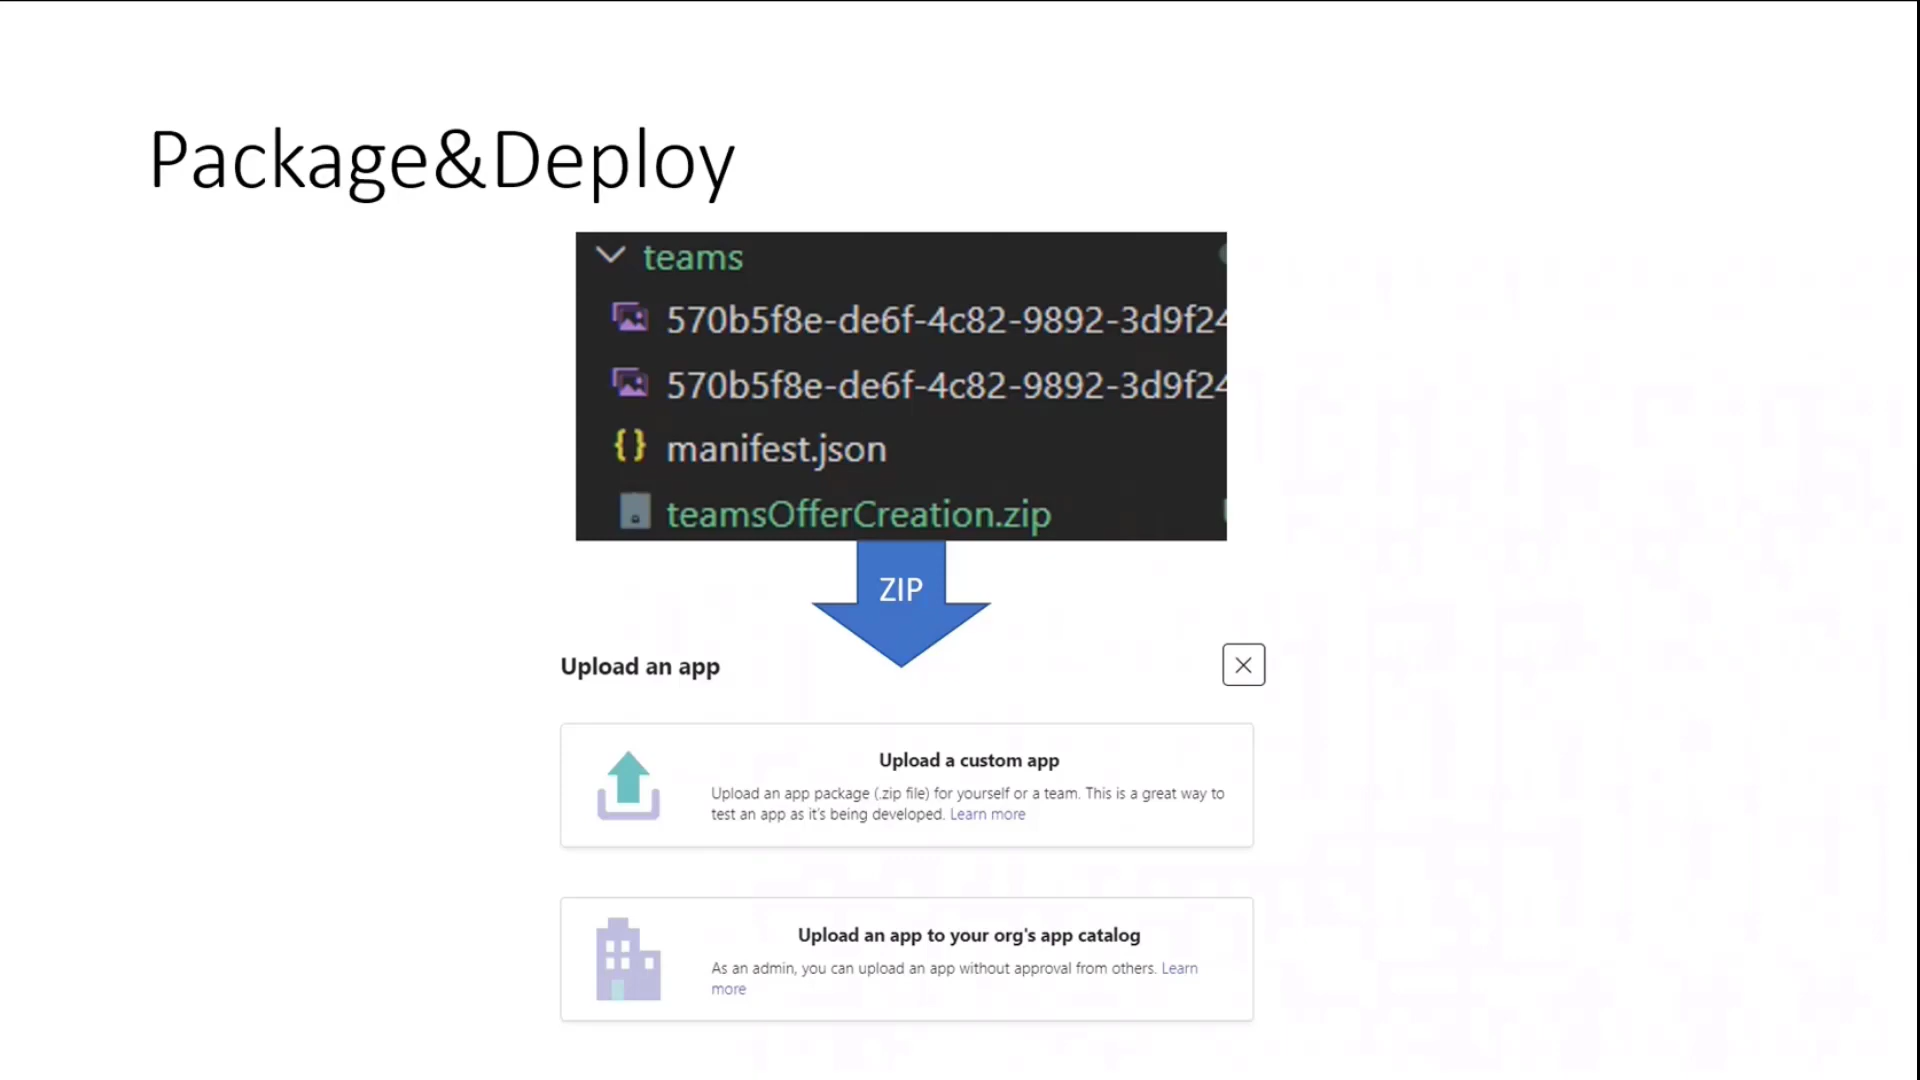 Package&Deploy
teams
570b5f8e-de6f-4c82-9892-3d9f24
570b5f8e-de6f-4c82-9892-3d9f24
{} manifest.json
teamsOfferCreation.zip
ZIP
Upload an app
Upload a custom app
Upload an app package (.zip file) for yourself or a team. This is a great way to
test an app as it's being developed. Learn more
Upload an app to your org's app catalog
As an admin, you can upload an app without approval from others. Learn
more